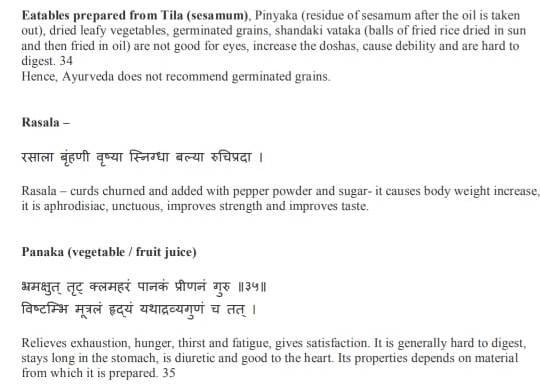 Eatables prepared from Tila (sesamum), Pinyaka (residue of sesamum after the oil is taken
out), dried leafy vegetables, germinated grains, shandaki vataka (balls of fried rice dried in sun
and then fried in oil) are not good for eyes, increase the doshas, cause debility and are hard to
digest. 34
Hence, Ayurveda does not recommend germinated grains.
Rasala –
रसाला बृंहणी वृष्या स्निग्धा बल्या रुचिप्रदा ।
Rasala – curds churned and added with pepper powder and sugar- it causes body weight increase,
it is aphrodisiac, unctuous, improves strength and improves taste.
Panaka (vegetable / fruit juice)
भ्रमक्षुत् तृट् क्लमहरं पानकं प्रीणनं गुरु ॥३५॥
विष्टम्भि मूत्रलं हृद्यं यथाद्रव्यगुणं च तत् ।
Relieves exhaustion, hunger, thirst and fatigue, gives satisfaction. It is generally hard to digest,
stays long in the stomach, is diuretic and good to the heart. Its properties depends on material
from which it is prepared. 35